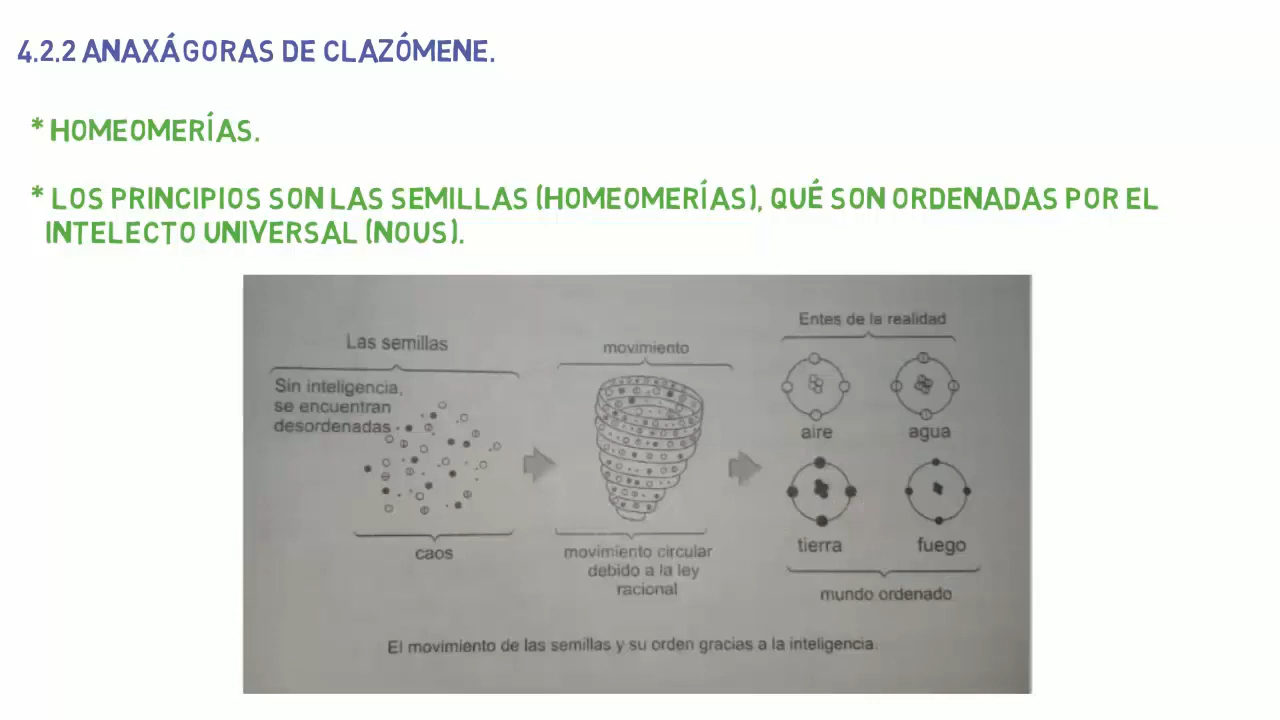 4.2.2 ANAXÁGORAS DE CLAZÓMENE.
* HOMEOMERÍAS.
* LOS PRINCIPIOS SON LAS SEMILLAS (HOMEOMERÍAS), QUÉ SON ORDENADAS POR EL
INTELECTO UNIVERSAL (NOUS).
Las semillas
Sin inteligencia,
se encuentran
desordenadas
caos
movimiento
movimiento circular
debido a la ley
racional
Entes de la realidad
aire
agua
tierra
fuego
mundo ordenado
El movimiento de las semillas y su orden gracias a la inteligencia.